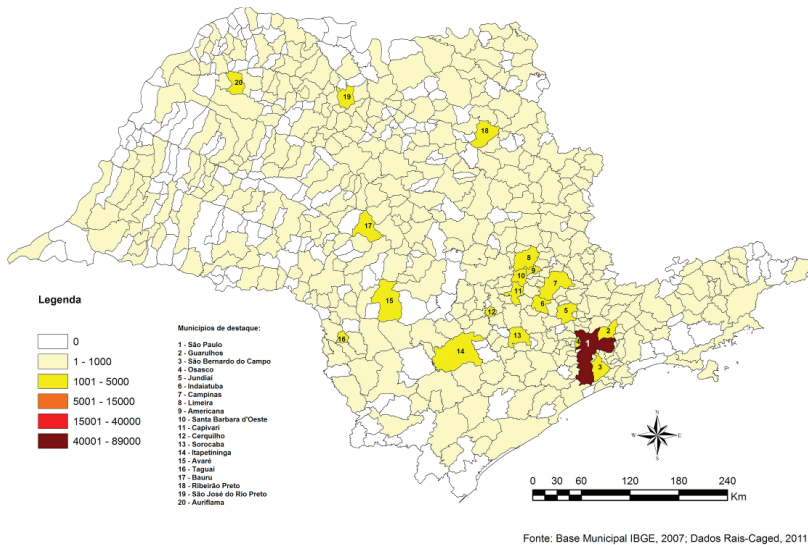 20
19
18
17
8
9
10
7
11
6
15
12
5
16
13
2
4
1
14
3
Legenda
0
1 - 1000
1001 - 5000
5001 - 15000
15001 - 40000
40001 - 89000
Municipios de destaque:
1 - São Paulo
2 - Guarulhos
3 - São Bernardo do Campo
4 - Osasco
5 - Jundiaí
6 - Indaiatuba
7 - Campinas
8 - Limeira
9 - Americana
10 - Santa Barbara d'Oeste
11 - Capivari
12 - Cerquilho
13 - Sorocaba
14 - Itapetininga
15 - Avaré
16 - Taguaí
17 - Bauru
18 - Ribeirão Preto
19 - São José do Rio Preto
20 - Auriflama
N
W E
S
0 60 120 180 240
Km
Fonte: Base Municipal IBGE, 2007; Dados Rais-Caged, 2011